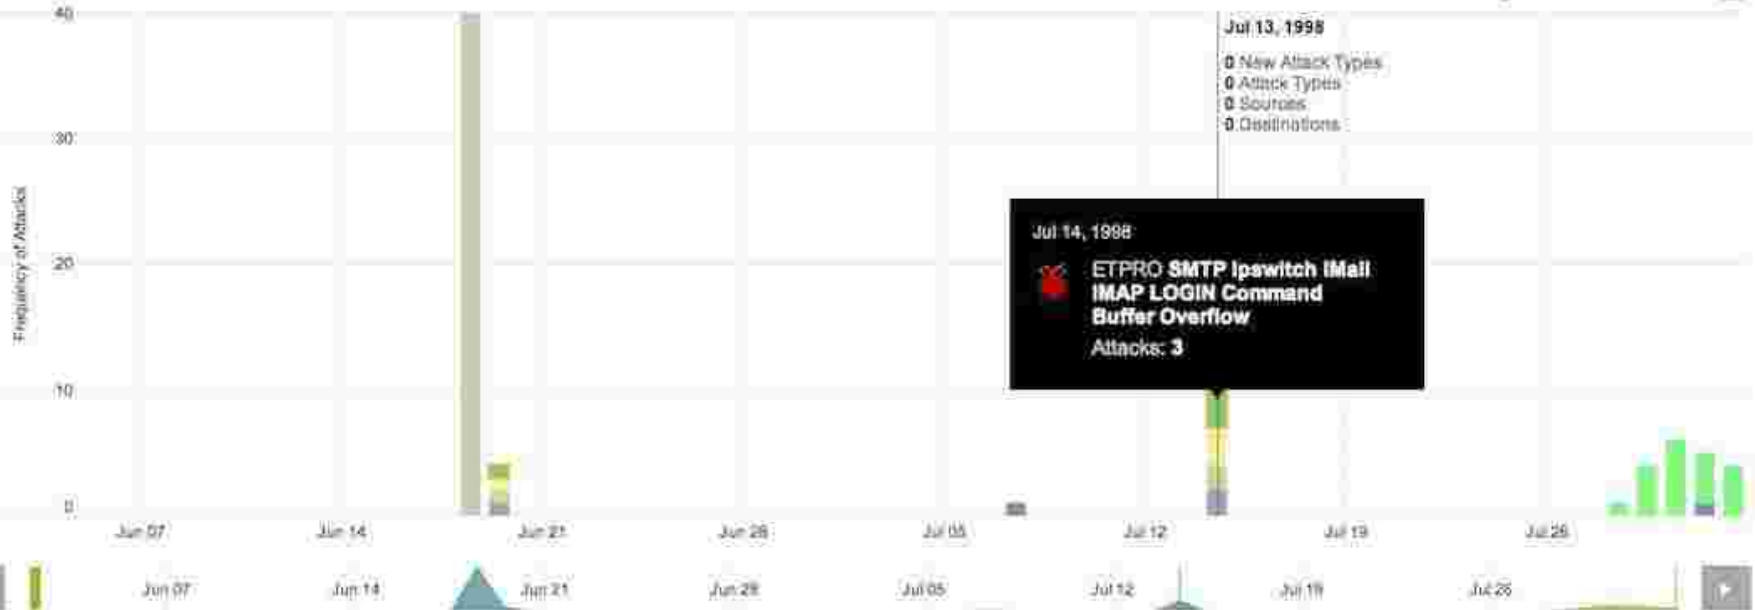 40
Jul 13, 1998
0 New Attack Types
0 Attack Types
0 Sources
0 Destinations
30
Frequency of Attacks
20
Jul 14, 1998
ETPRO SMTP Ipswitch IMail
IMAP LOGIN Command
Buffer Overflow
Attacks: 3
10
0
Jun 07 Jun 14 Jun 21 Jun 28 Jul 05 Jul 12 Jul 19 Jul 26
Jun 07 Jun 14 Jun 21 Jun 28 Jul 05 Jul 12 Jul 19 Jul 26